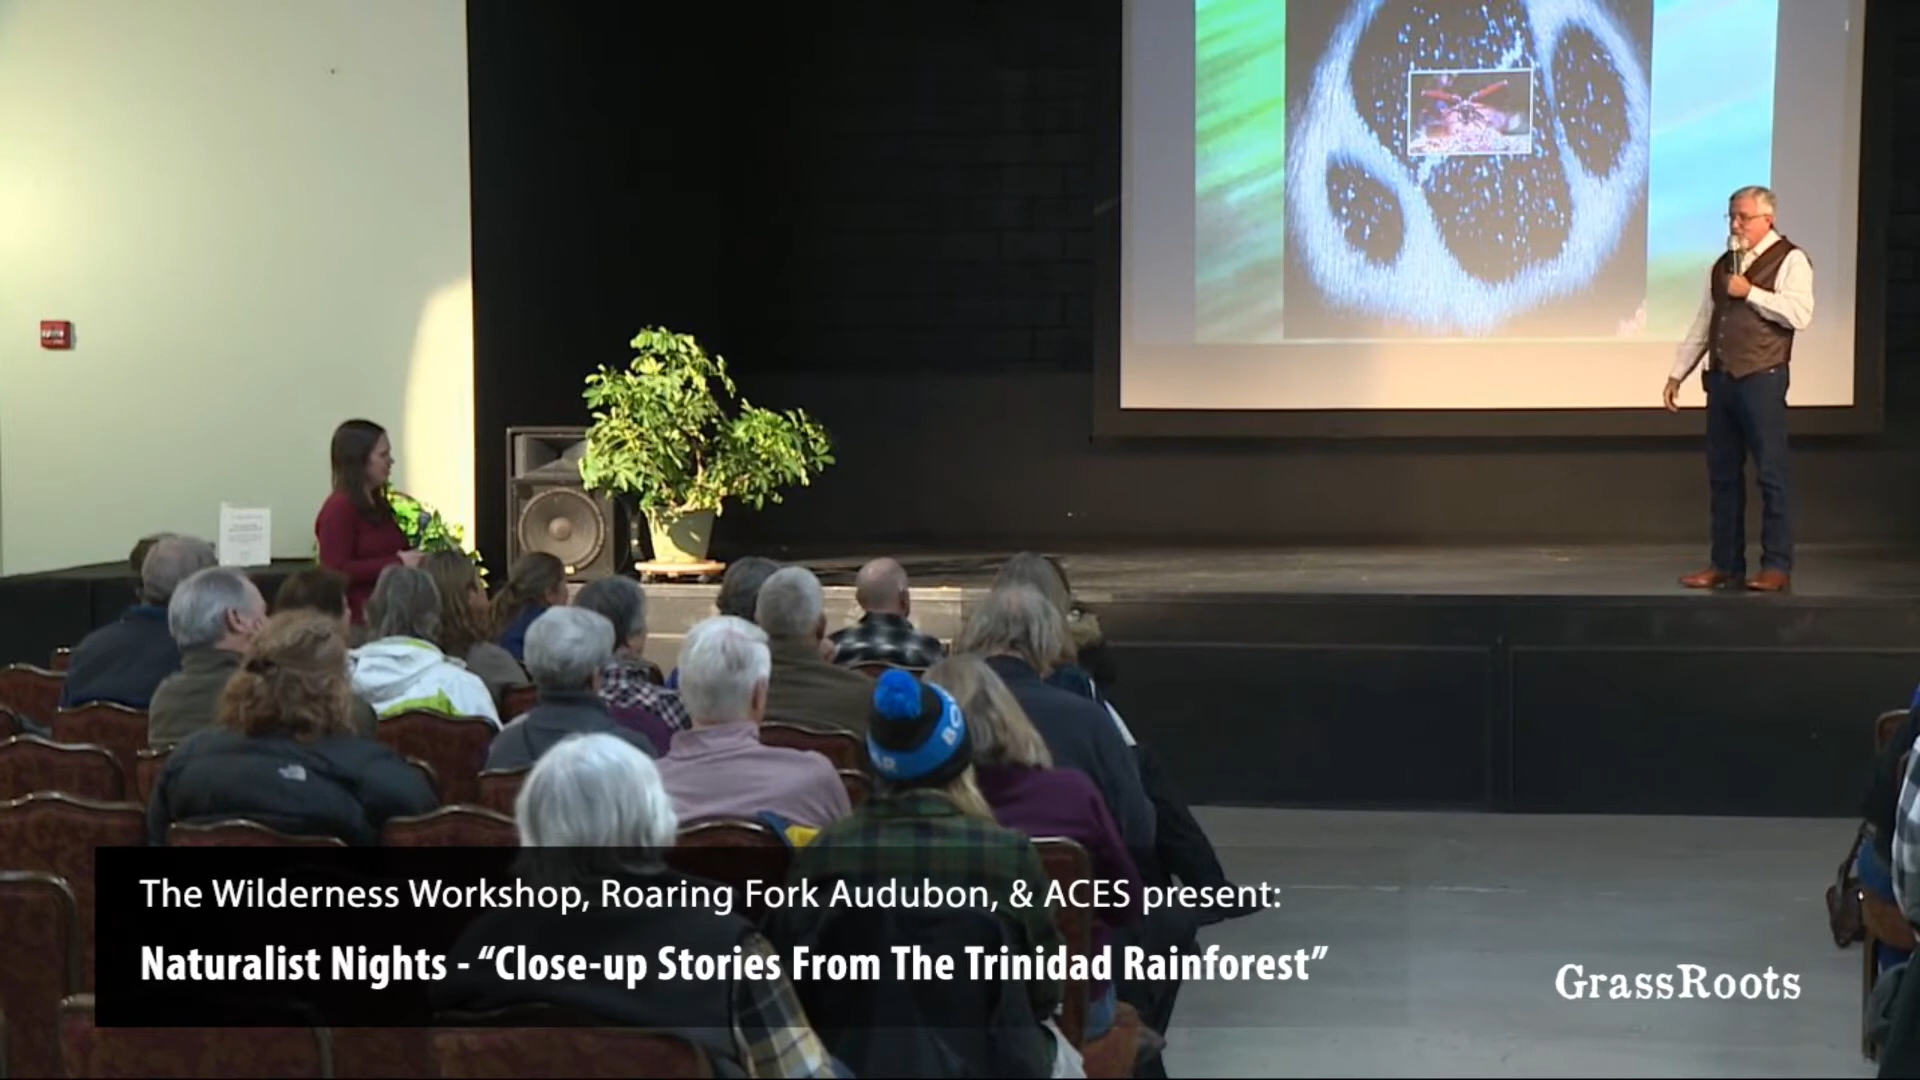 The Wilderness Workshop, Roaring Fork Audubon, & ACES present:
Naturalist Nights - “Close-up Stories From The Trinidad Rainforest”
GrassRoots